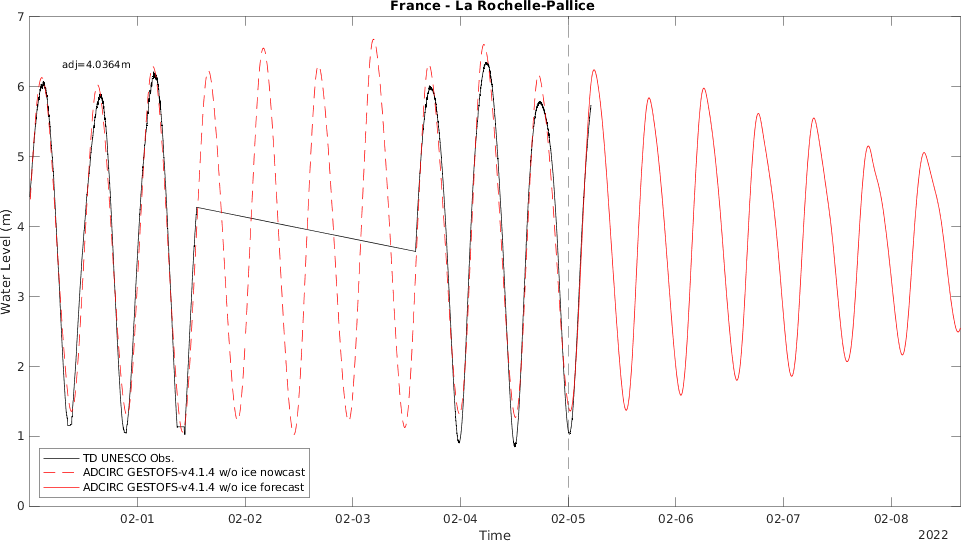 France - La Rochelle-Pallice
adj=4.0364m
7
6
5
4
3
2
1
0
Water Level (m)
TD UNESCO Obs.
ADCIRC GESTOFS-v4.1.4 w/o ice nowcast
ADCIRC GESTOFS-v4.1.4 w/o ice forecast
02-01 02-02 02-03 02-04 02-05 02-06 02-07 02-08
Time
2022